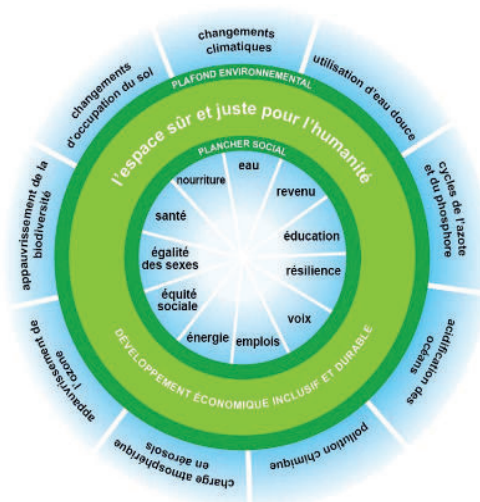 changements
climatiques
utilisation d'eau douce
cycles de l'azote
et du phosphore
acidification des
océans
pollution chimique
charge atmosphérique
en aérosols
appauvrissement de
l'ozone
appauvrissement de la
biodiversité
changements
d'occupation du sol
PLAFOND ENVIRONNEMENTAL
l'espace sûr et juste pour l'humanité
PLANCHER SOCIAL
eau
revenu
éducation
résilience
voix
emplois
énergie
équité
sociale
égalité
des sexes
santé
nourriture
DÉVELOPPEMENT ÉCONOMIQUE INCLUSIF ET DURABLE